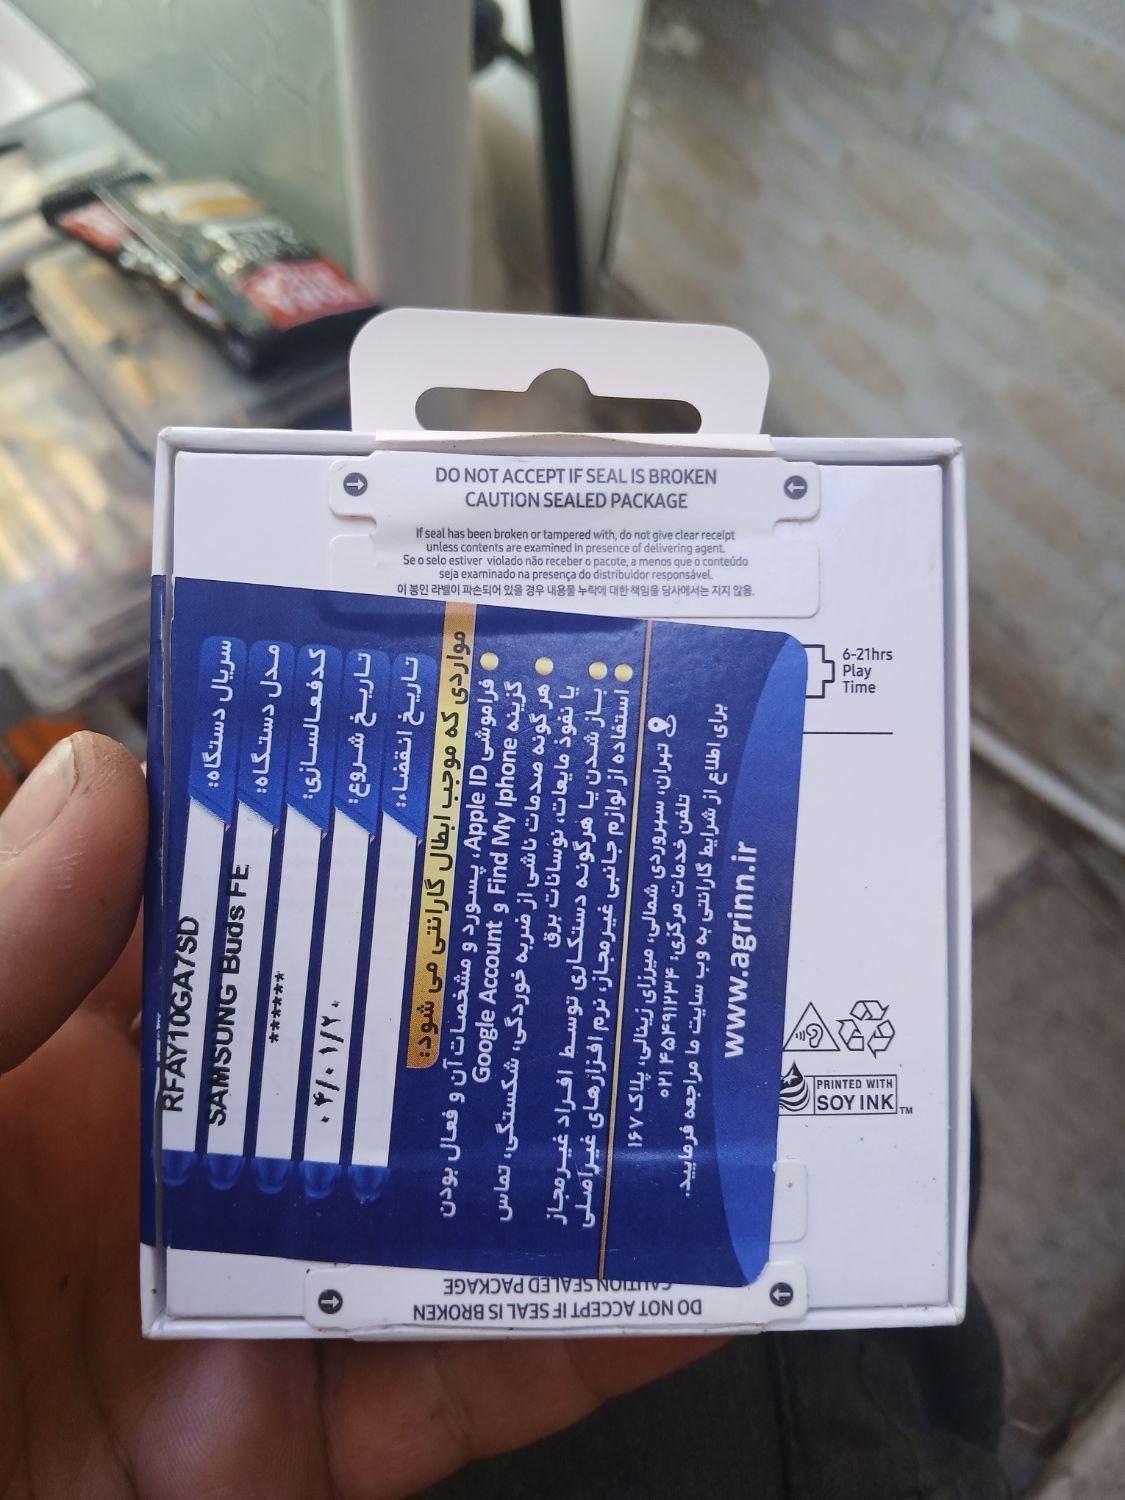 DO NOT ACCEPT IF SEAL IS BROKEN
CAUTION SEALED PACKAGE
If seal has been broken or tampered with, do not give clear receipt
unless contents are examined in presence of delivering agent.
Se o selo estiver violado não receber o pacote, a menos que o conteúdo
seja examinado na presença do distribuidor responsável.
이 봉인 라벨이 파손되어 있을 경우 내용물 누락에 대한 책임을 당사에서는 지지 않음.
6-21hrs
Play
Time
سریال دستگاه: RFAY10GA7SD
مدل دستگاه: SAMSUNG Buds FE
کدفعالسازی: ******
تاریخ شروع: ۰۴/۰۱/۲۰
تاریخ انقضاء:
مواردی که موجب ابطال گارانتی می شود:
فراموشی Apple ID، پسورد و مشخصات آن و فعال بودن
گزینه Find My Iphone و Google Account
هر گونه صدمات ناشی از ضربه خوردگی، شکستگی، تماس
یا نفوذ مایعات، نوسانات برق
باز شدن یا هرگونه دستکاری توسط افراد غیرمجاز
استفاده از لوازم جانبی غیرمجاز، نرم افزارهای غیراصلی
تهران، سهروردی شمالی، میرزای زینالی، پلاک ۱۶۷
تلفن خدمات مرکزی: ۰۲۱۴۵۴۹۱۲۳۴
برای اطلاع از شرایط گارانتی به وب سایت ما مراجعه فرمایید.
www.agrinn.ir
PRINTED WITH
SOY INK™
DO NOT ACCEPT IF SEAL IS BROKEN
CAUTION SEALED PACKAGE